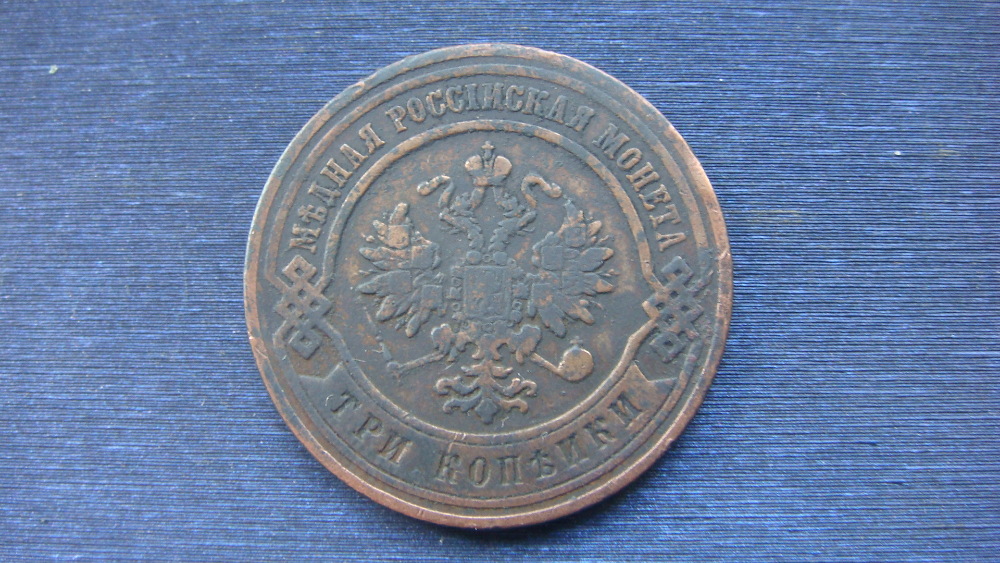 МѢДНАЯ РОССІЙСКАЯ МОНЕТА
ТРИ КОПѢЙКИ